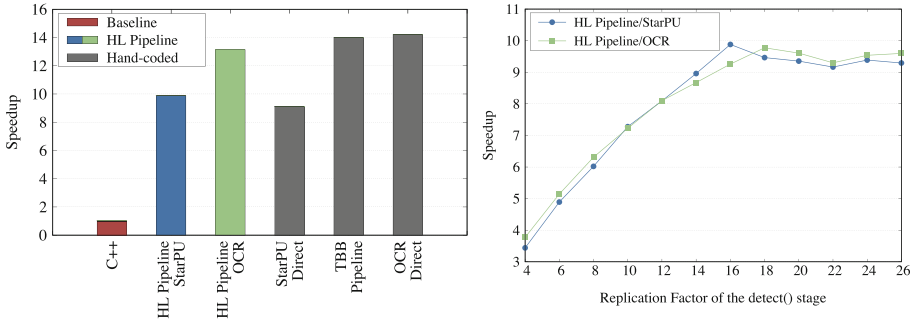 Baseline
HL Pipeline
Hand-coded
Speedup
16
14
12
10
8
6
4
2
0
C++
HL Pipeline
StarPU
HL Pipeline
OCR
StarPU
Direct
TBB
Pipeline
OCR
Direct
HL Pipeline/StarPU
HL Pipeline/OCR
Speedup
11
10
9
8
7
6
5
4
3
4 6 8 10 12 14 16 18 20 22 24 26
Replication Factor of the detect() stage